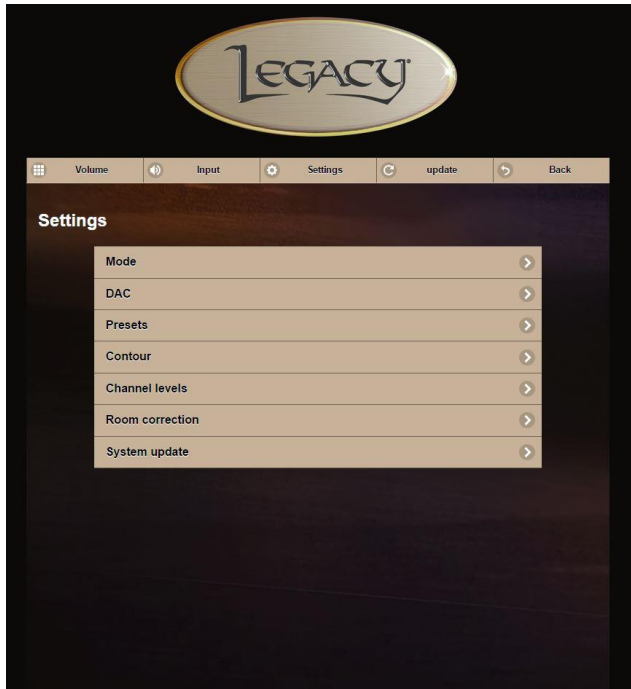 LEGACY
Volume Input Settings update Back
Settings
Mode
DAC
Presets
Contour
Channel levels
Room correction
System update